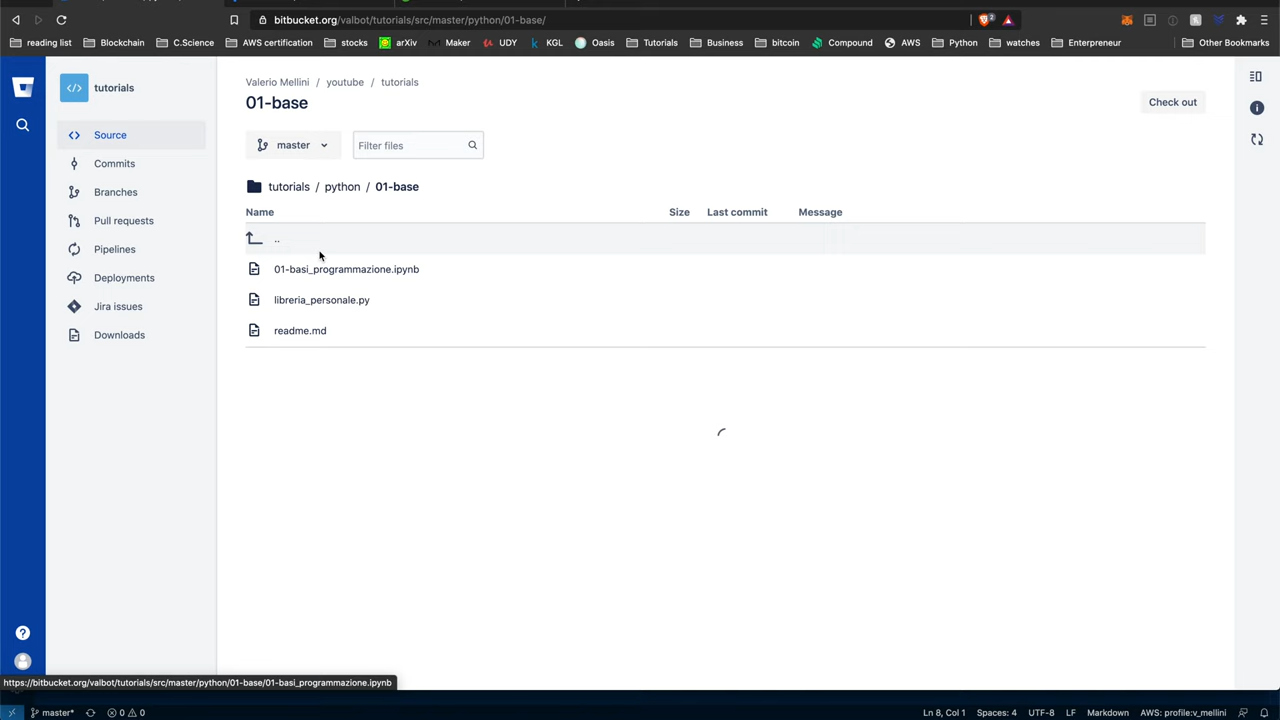 bitbucket.org/valbot/tutorials/src/master/python/01-base/
2
reading list
Blockchain
C.Science
AWS certification
stocks
arXiv
Maker
UDY
KGL
Oasis
Tutorials
Business
bitcoin
Compound
AWS
Python
watches
Enterpreneur
Other Bookmarks
tutorials
Source
Commits
Branches
Pull requests
Pipelines
Deployments
Jira issues
Downloads
Valerio Mellini / youtube / tutorials
01-base
Check out
master
Filter files
tutorials / python / 01-base
Name Size Last commit Message
..
01-basi_programmazione.ipynb
libreria_personale.py
readme.md
https://bitbucket.org/valbot/tutorials/src/master/python/01-base/01-basi_programmazione.ipynb
master* 0 0 Ln 8, Col 1 Spaces: 4 UTF-8 LF Markdown AWS: profile:v_mellini